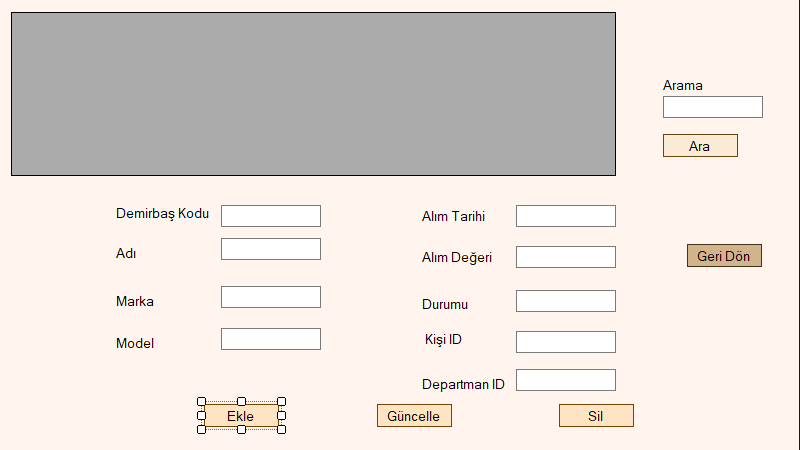 Arama
Ara
Demirbaş Kodu
Adı
Marka
Model
Alım Tarihi
Alım Değeri
Durumu
Kişi ID
Departman ID
Geri Dön
Ekle
Güncelle
Sil